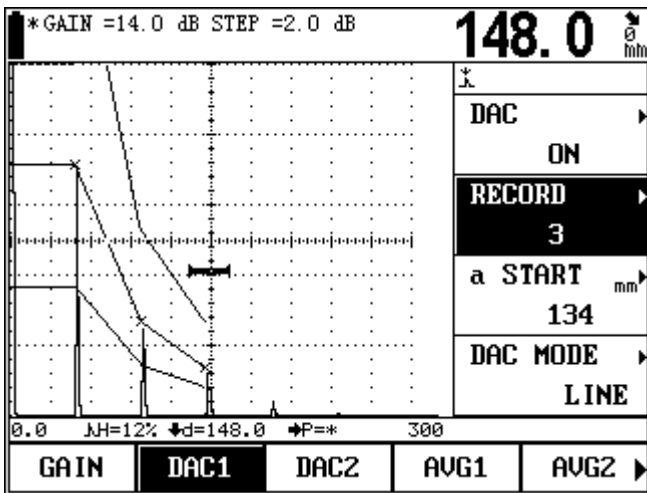 *GAIN =14.0 dB STEP =2.0 dB
148.0 0 mm
DAC
ON
RECORD
3
a START mm
134
DAC MODE
LINE
0.0 H=12% d=148.0 P=* 300
GAIN DAC1 DAC2 AVG1 AVG2